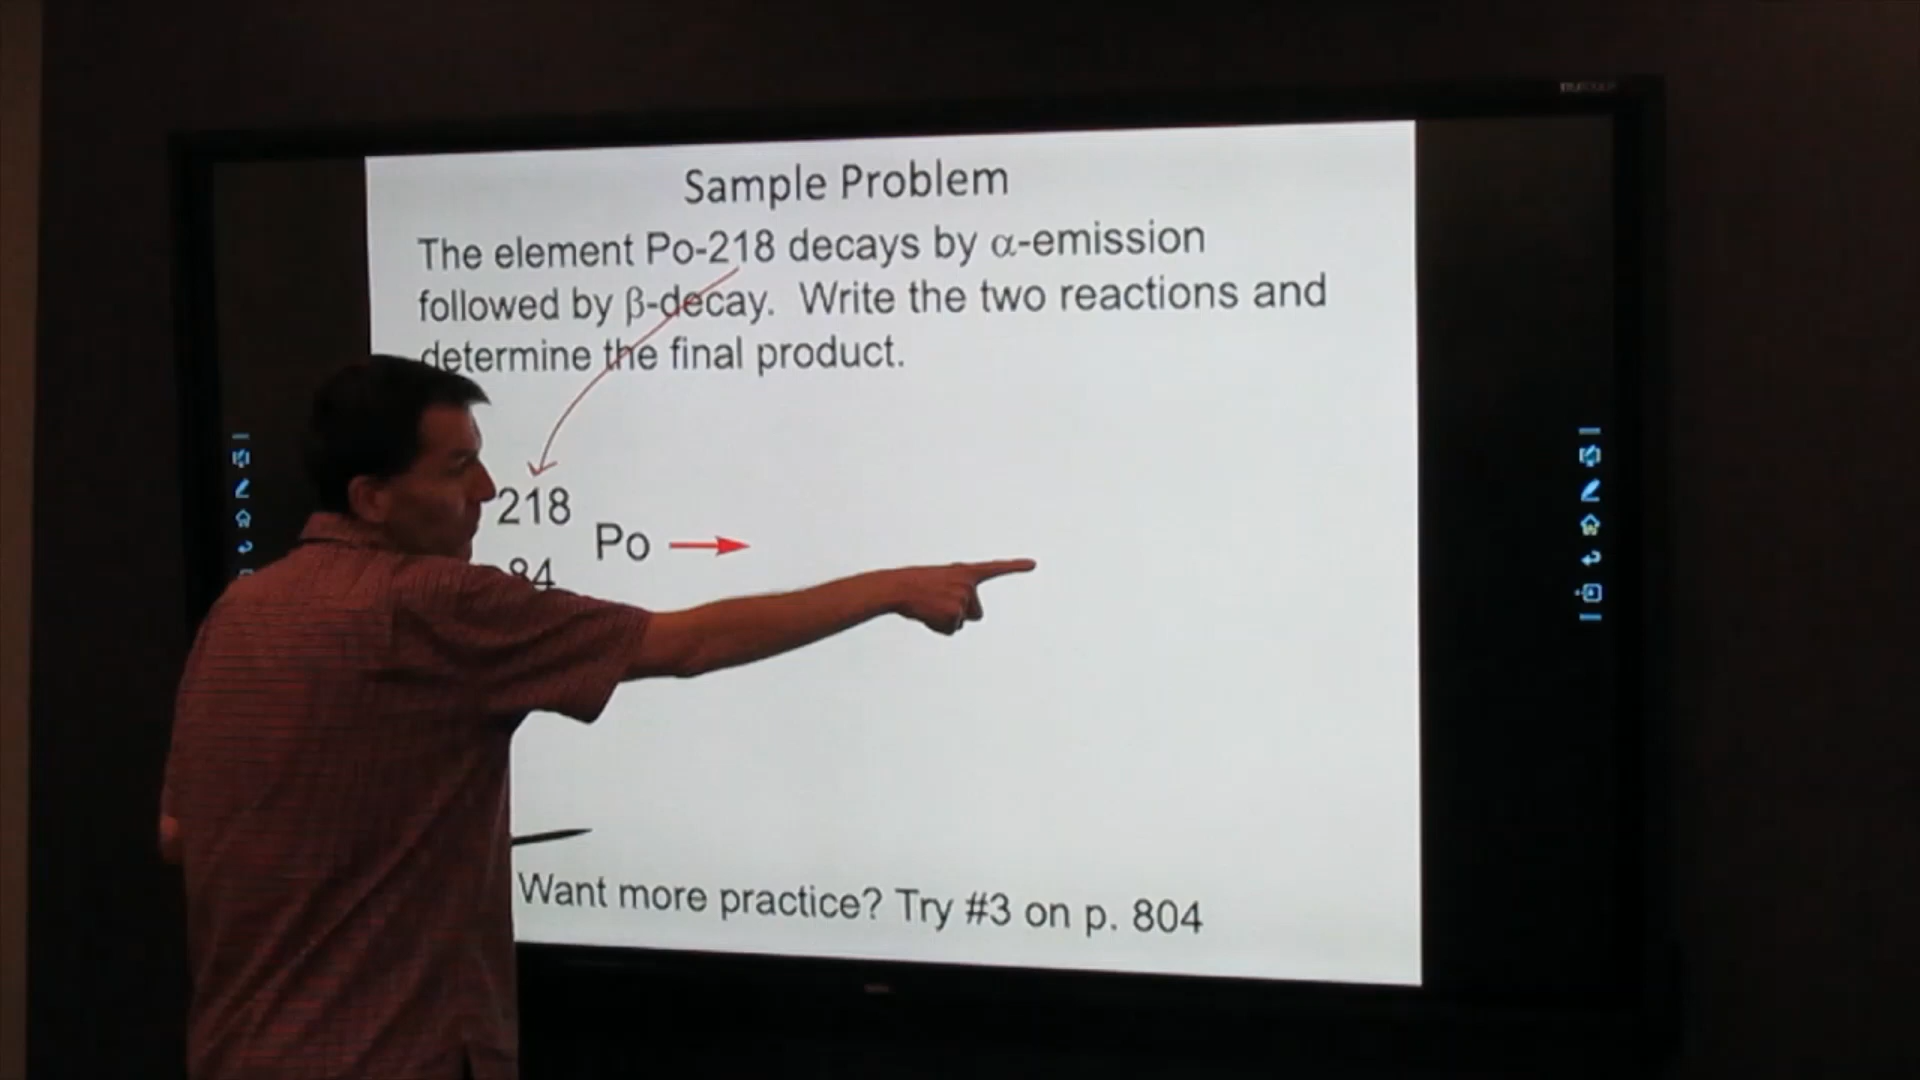 Sample Problem
The element Po-218 decays by α-emission
followed by β-decay. Write the two reactions and
determine the final product.
218
Po →
84
Want more practice? Try #3 on p. 804